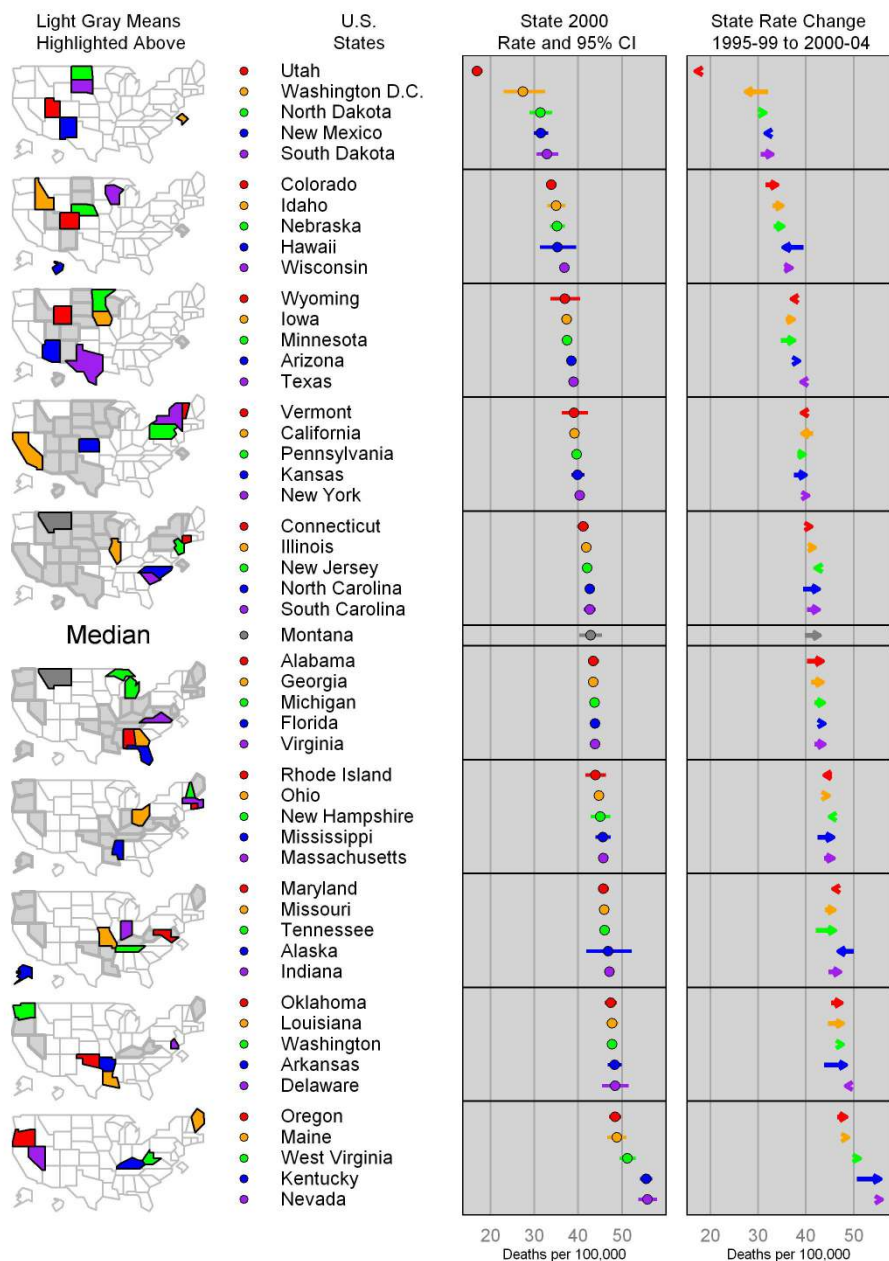 Light Gray Means
Highlighted Above
U.S.
States
State 2000
Rate and 95% CI
State Rate Change
1995-99 to 2000-04
Utah
Washington D.C.
North Dakota
New Mexico
South Dakota
Colorado
Idaho
Nebraska
Hawaii
Wisconsin
Wyoming
Iowa
Minnesota
Arizona
Texas
Vermont
California
Pennsylvania
Kansas
New York
Connecticut
Illinois
New Jersey
North Carolina
South Carolina
Median
Montana
Alabama
Georgia
Michigan
Florida
Virginia
Rhode Island
Ohio
New Hampshire
Mississippi
Massachusetts
Maryland
Missouri
Tennessee
Alaska
Indiana
Oklahoma
Louisiana
Washington
Arkansas
Delaware
Oregon
Maine
West Virginia
Kentucky
Nevada
20 30 40 50
Deaths per 100,000
20 30 40 50
Deaths per 100,000